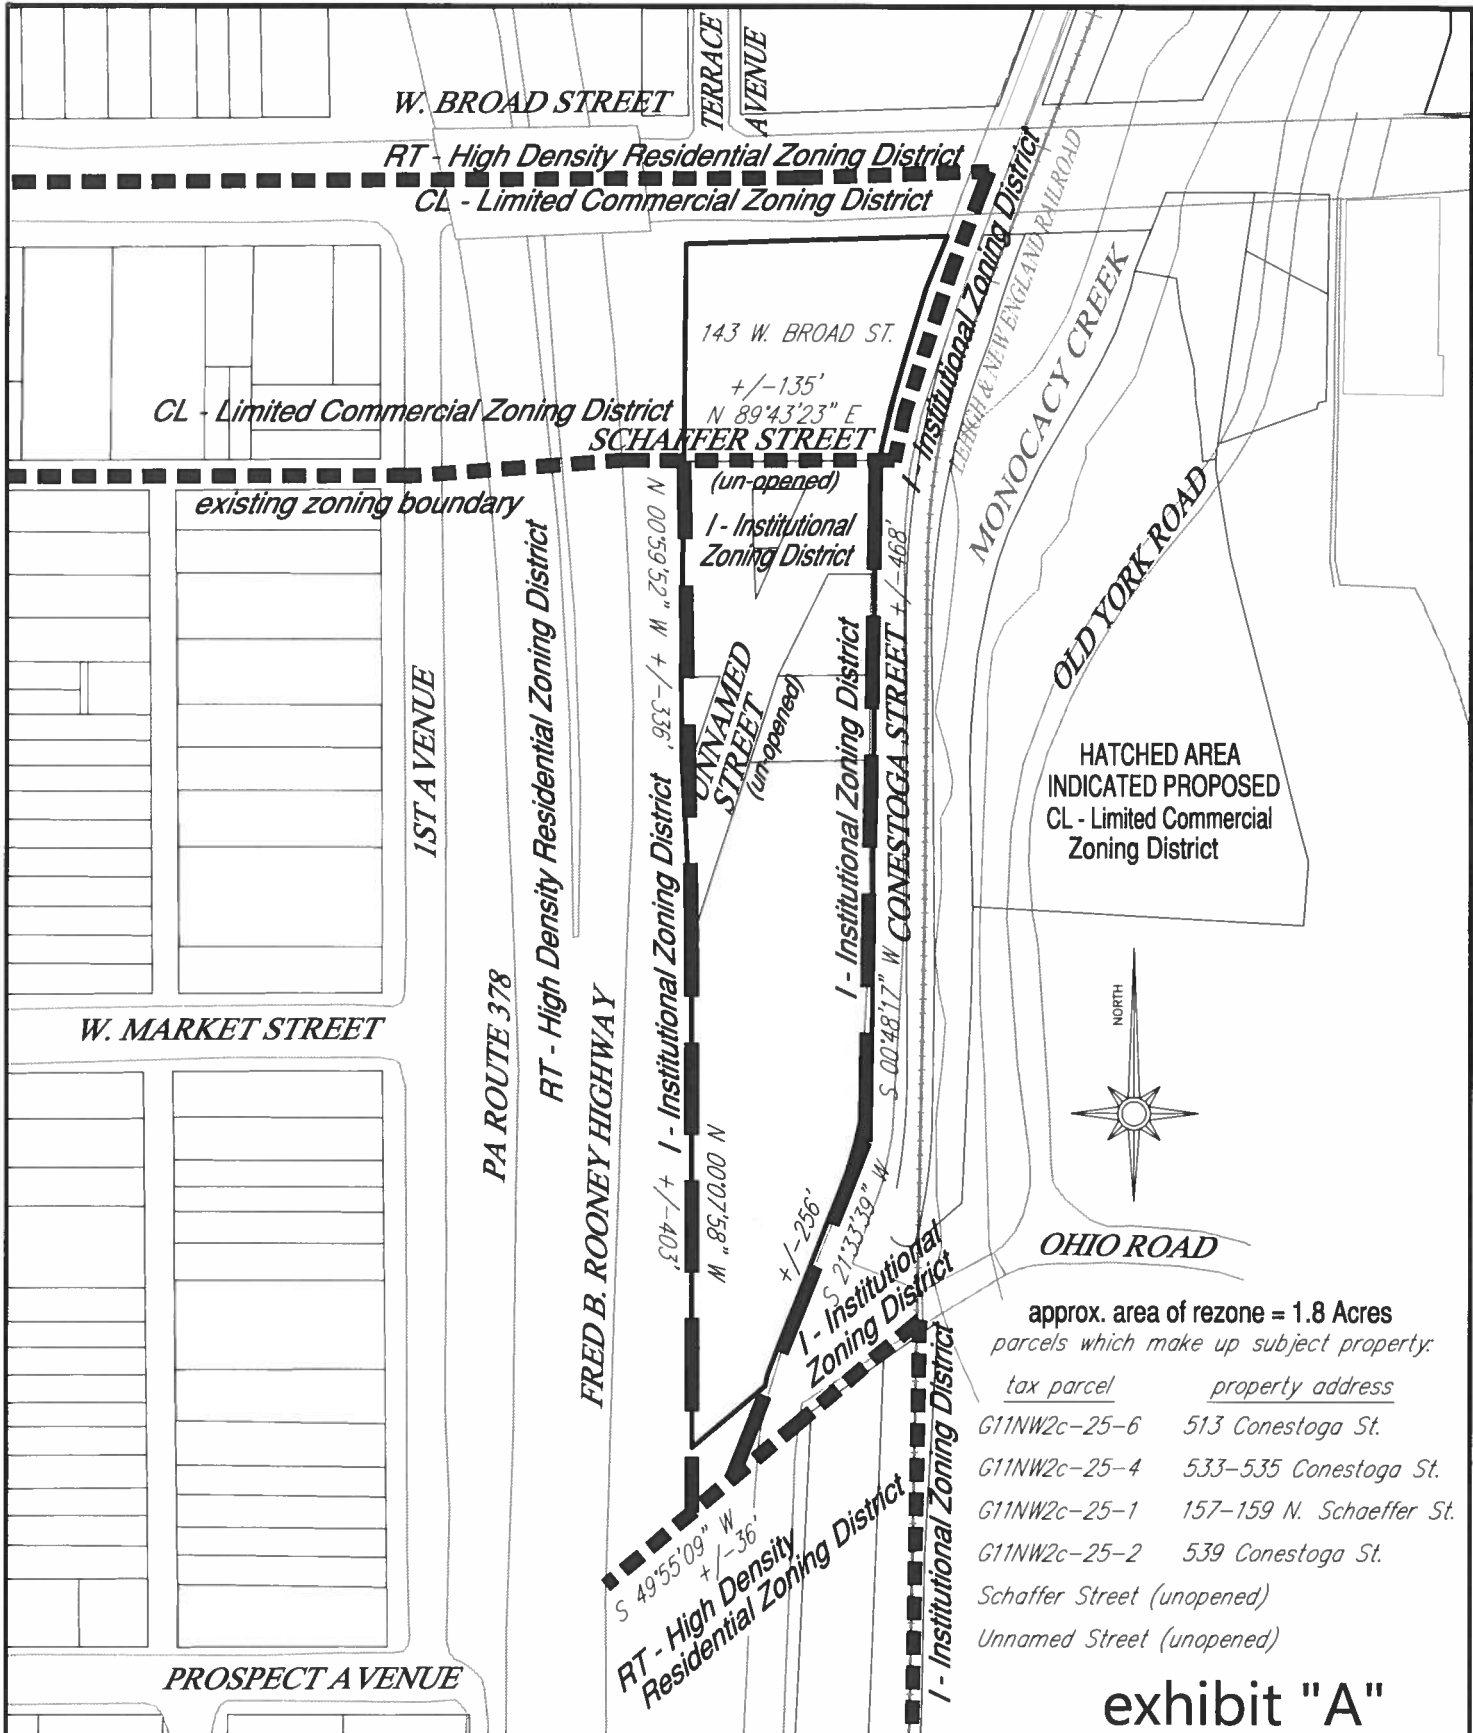 TERRACE
AVENUE
W. BROAD STREET
RT - High Density Residential Zoning District
CL - Limited Commercial Zoning District
I - Institutional Zoning District
LEHIGH & NEW ENGLAND RAILROAD
MONOCACY CREEK
143 W. BROAD ST.
+/-135'
N 89°43'23" E
CL - Limited Commercial Zoning District
SCHAFFER STREET
(un-opened)
existing zoning boundary
I - Institutional
Zoning District
N 00°59'52" W +/-336'
RT - High Density Residential Zoning District
OLD YORK ROAD
UNNAMED
STREET
(un-opened)
I - Institutional Zoning District
S 00°48'17" W CONESTOGA STREET +/-468'
1ST AVENUE
HATCHED AREA
INDICATED PROPOSED
CL - Limited Commercial
Zoning District
I - Institutional Zoning District
PA ROUTE 378
FRED B. ROONEY HIGHWAY
W. MARKET STREET
NORTH
N 00°07'58" W
+/-403'
+/-256'
S 21°33'39" W
I - Institutional
Zoning District
OHIO ROAD
I - Institutional Zoning District
approx. area of rezone = 1.8 Acres
parcels which make up subject property:
tax parcel property address
G11NW2c-25-6 513 Conestoga St.
G11NW2c-25-4 533-535 Conestoga St.
G11NW2c-25-1 157-159 N. Schaeffer St.
G11NW2c-25-2 539 Conestoga St.
Schaffer Street (unopened)
Unnamed Street (unopened)
S 49°55'09" W
+/-36'
RT - High Density
Residential Zoning District
PROSPECT AVENUE
exhibit "A"